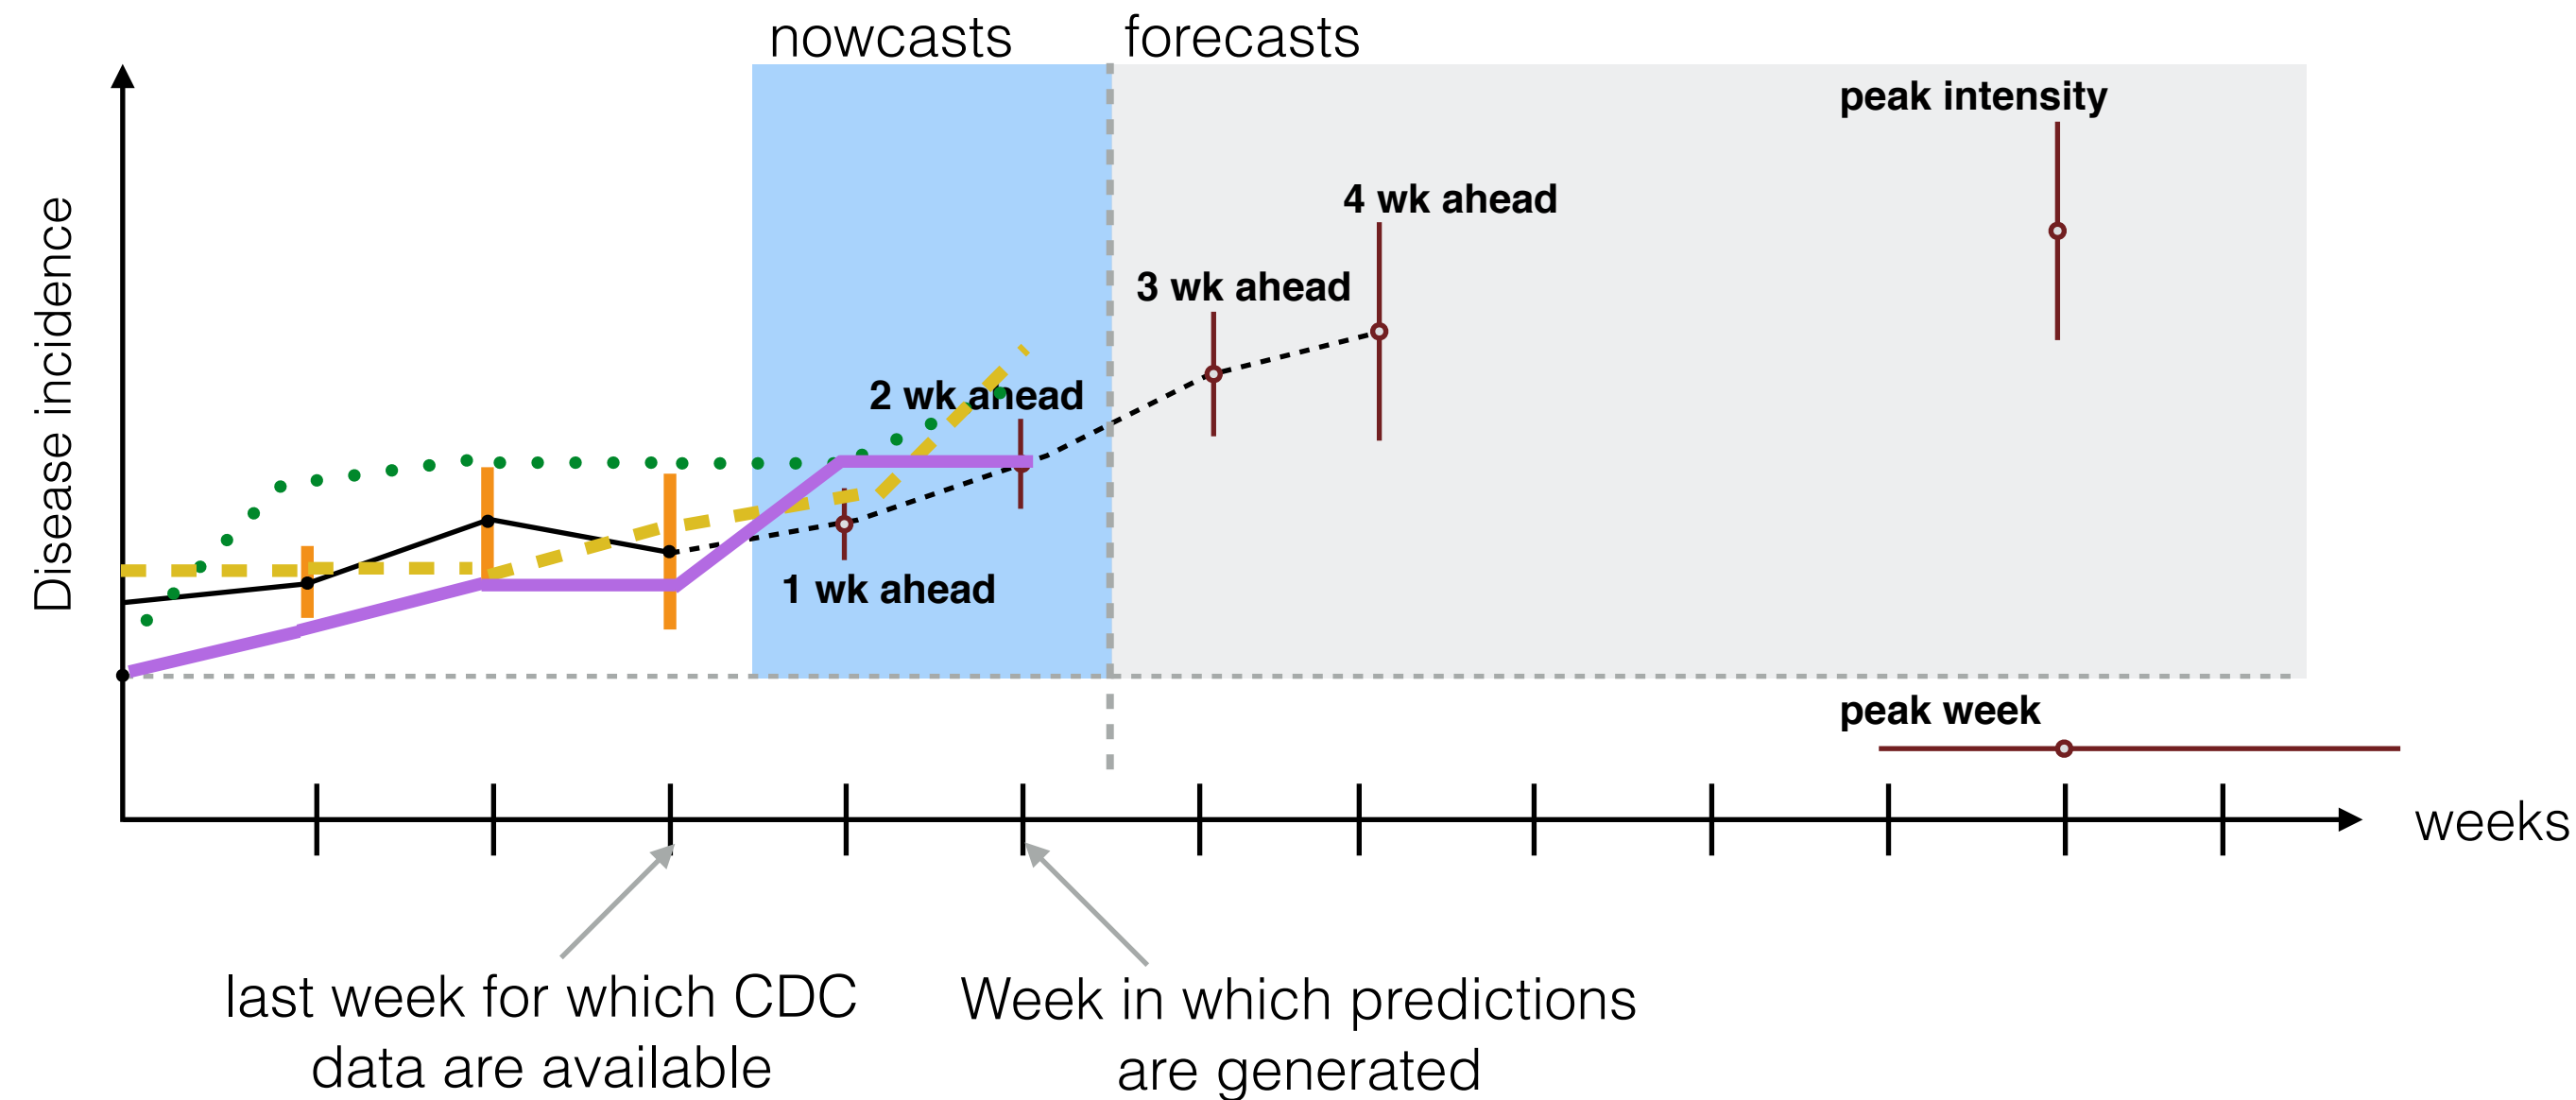 nowcasts
forecasts
peak intensity
4 wk ahead
3 wk ahead
2 wk ahead
1 wk ahead
Disease incidence
peak week
weeks
last week for which CDC
data are available
Week in which predictions
are generated